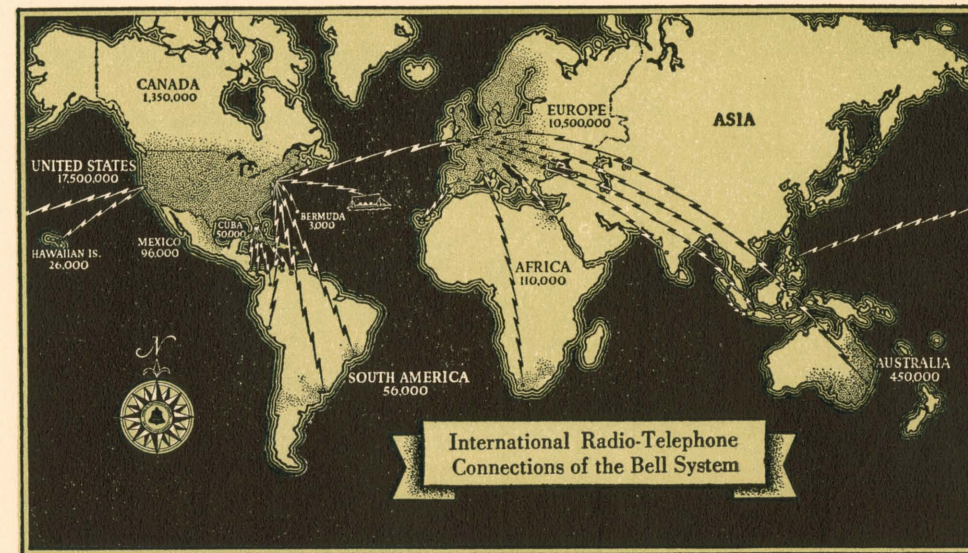 CANADA
1,350,000
EUROPE
10,500,000
ASIA
UNITED STATES
17,500,000
BERMUDA
3,000
CUBA
50,000
MEXICO
96,000
HAWAIIAN IS.
26,000
AFRICA
110,000
SOUTH AMERICA
56,000
AUSTRALIA
450,000
N
International Radio-Telephone
Connections of the Bell System